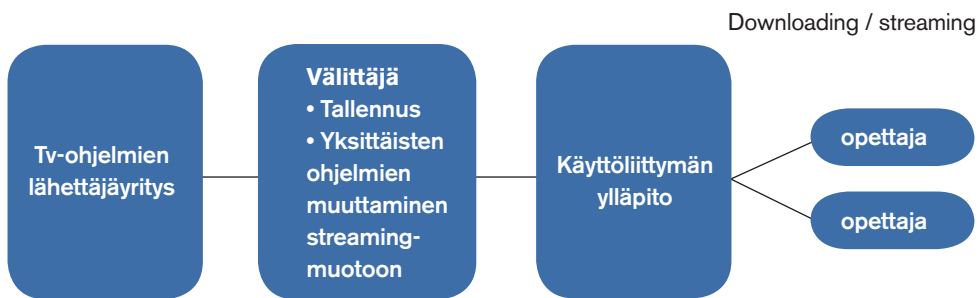 Downloading / streaming
Tv-ohjelmien
lähettäjäyritys
Välittäjä
• Tallennus
• Yksittäisten
ohjelmien
muuttaminen
streaming-
muotoon
Käyttöliittymän
ylläpito
opettaja
opettaja